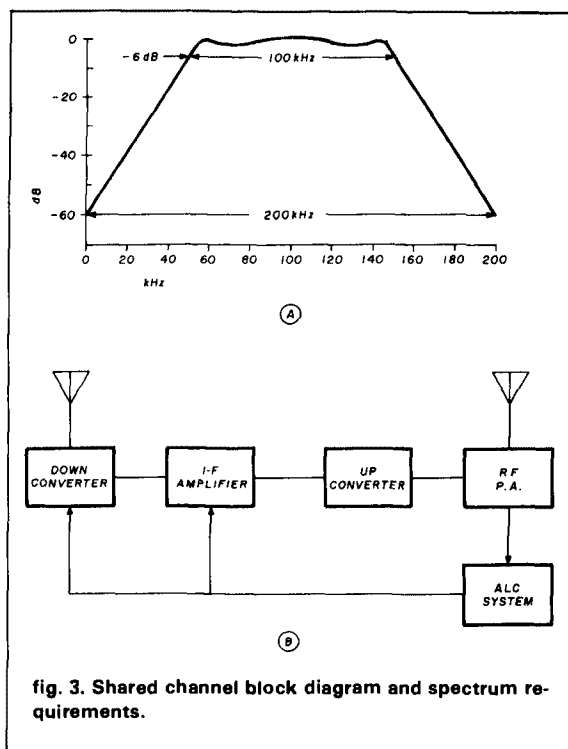 0
-6 dB
100 kHz
-20
-40
dB
-60
200 kHz
0 20 40 60 80 100 120 140 160 180 200
kHz
A
DOWN
CONVERTER
I-F
AMPLIFIER
UP
CONVERTER
RF
P.A.
ALC
SYSTEM
B
fig. 3. Shared channel block diagram and spectrum re-
quirements.